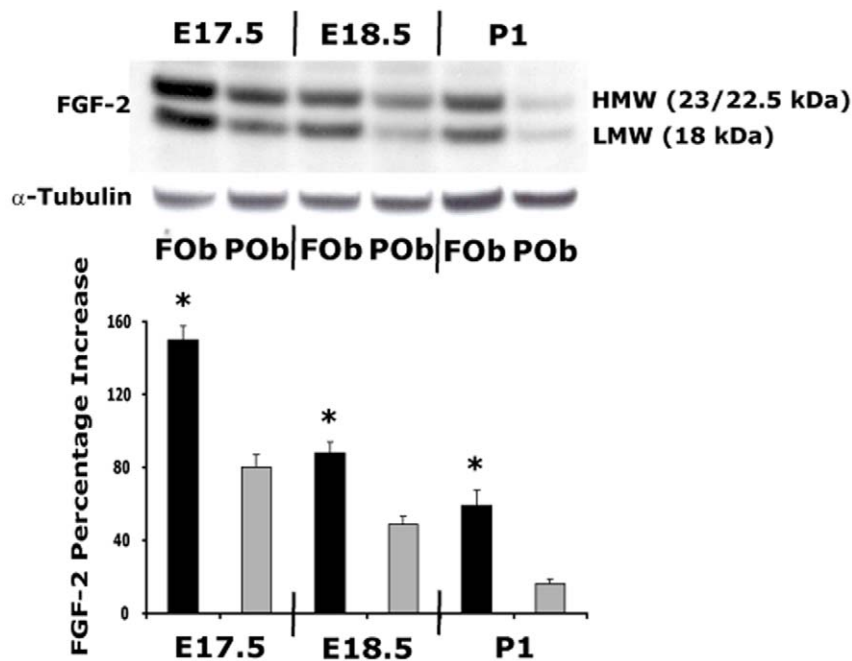 E17.5 | E18.5 | P1
FGF-2
HMW (23/22.5 kDa)
LMW (18 kDa)
α-Tubulin
FOb POb|FOb POb|FOb POb
FGF-2 Percentage Increase
160
120
80
40
0
*
*
*
E17.5 | E18.5 | P1